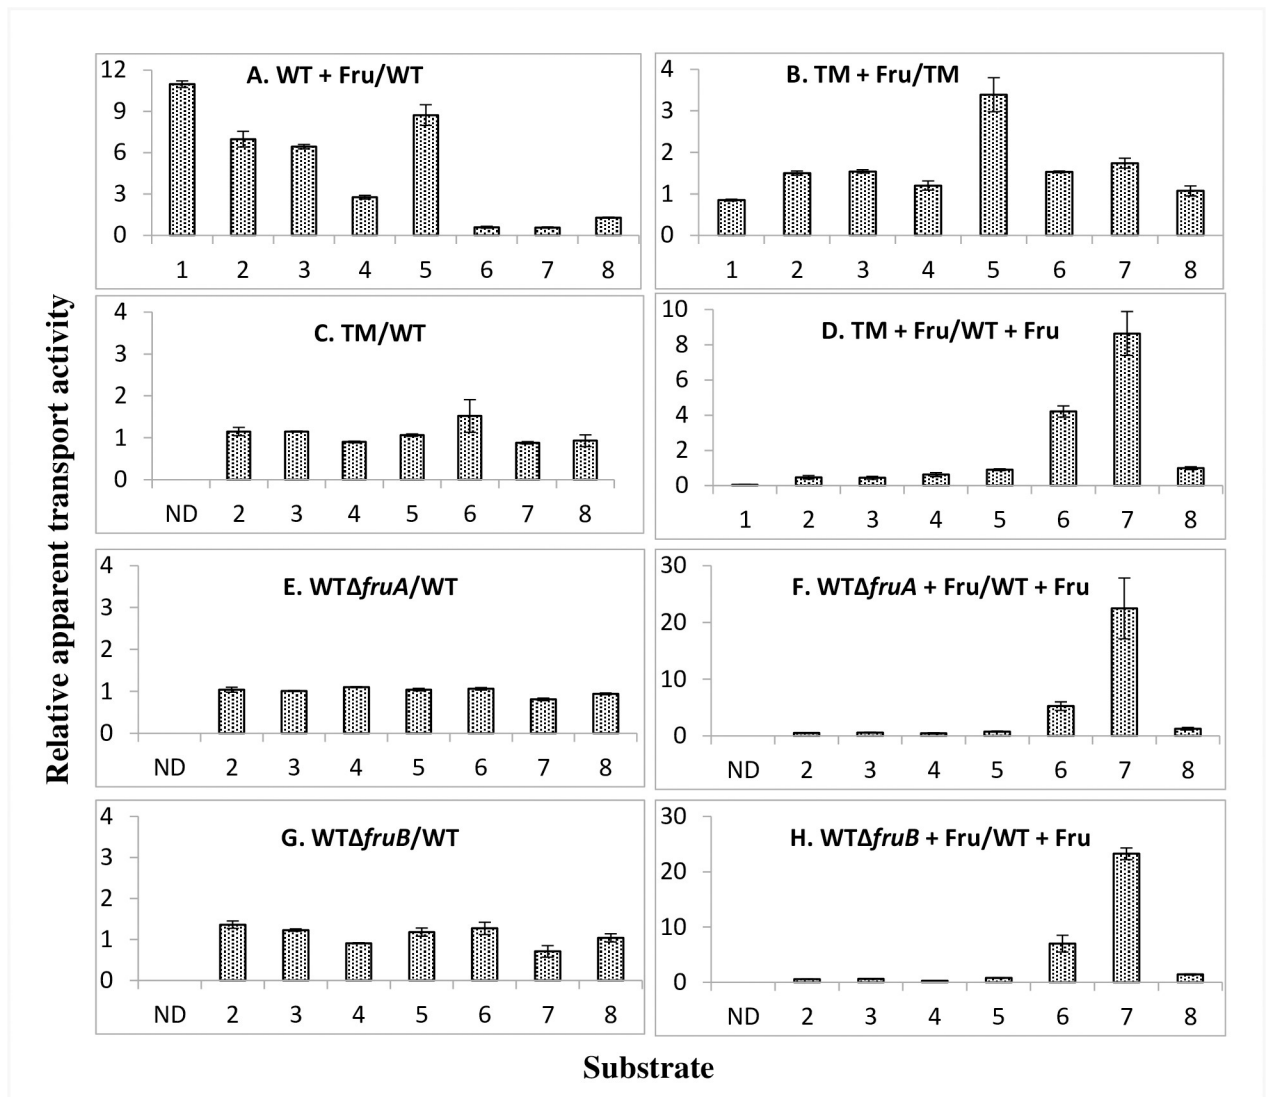 Relative apparent transport activity
A. WT + Fru/WT
12
9
6
3
0
1 2 3 4 5 6 7 8
B. TM + Fru/TM
4
3
2
1
0
1 2 3 4 5 6 7 8
C. TM/WT
4
3
2
1
0
ND 2 3 4 5 6 7 8
D. TM + Fru/WT + Fru
10
8
6
4
2
0
1 2 3 4 5 6 7 8
E. WTΔfruA/WT
4
3
2
1
0
ND 2 3 4 5 6 7 8
F. WTΔfruA + Fru/WT + Fru
30
20
10
0
ND 2 3 4 5 6 7 8
G. WTΔfruB/WT
4
3
2
1
0
ND 2 3 4 5 6 7 8
H. WTΔfruB + Fru/WT + Fru
30
20
10
0
ND 2 3 4 5 6 7 8
Substrate